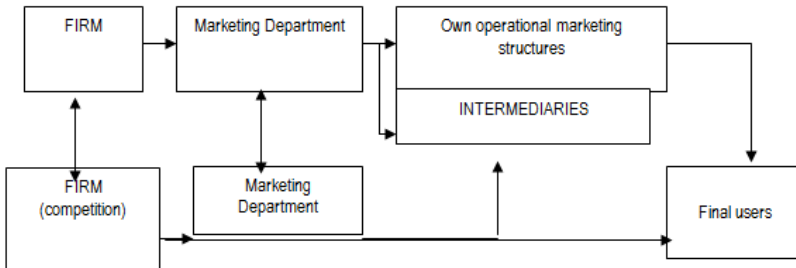 FIRM
Marketing Department
Own operational marketing
structures
INTERMEDIARIES
FIRM
(competition)
Marketing
Department
Final users